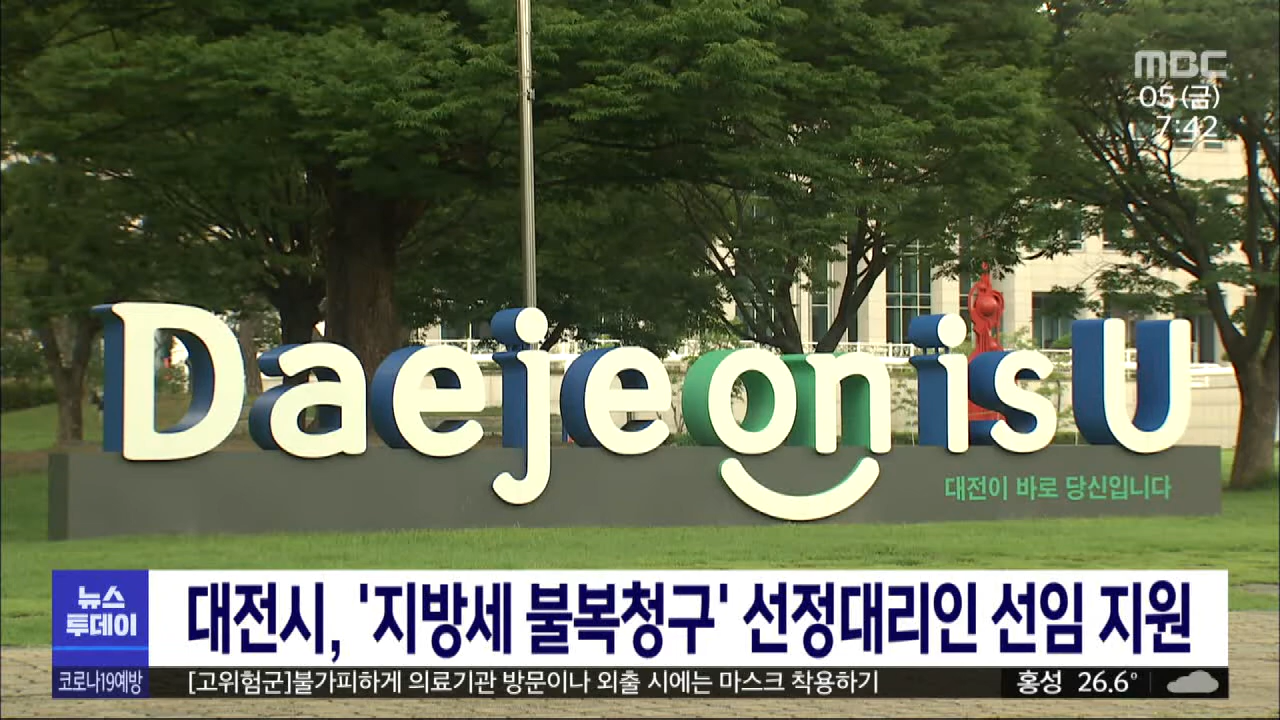 MBC
05 (금)
7:42
Daejeon is U
대전이 바로 당신입니다
뉴스
투데이
대전시, '지방세 불복청구' 선정대리인 선임 지원
코로나19예방
[고위험군]불가피하게 의료기관 방문이나 외출 시에는 마스크 착용하기
홍성 26.6°